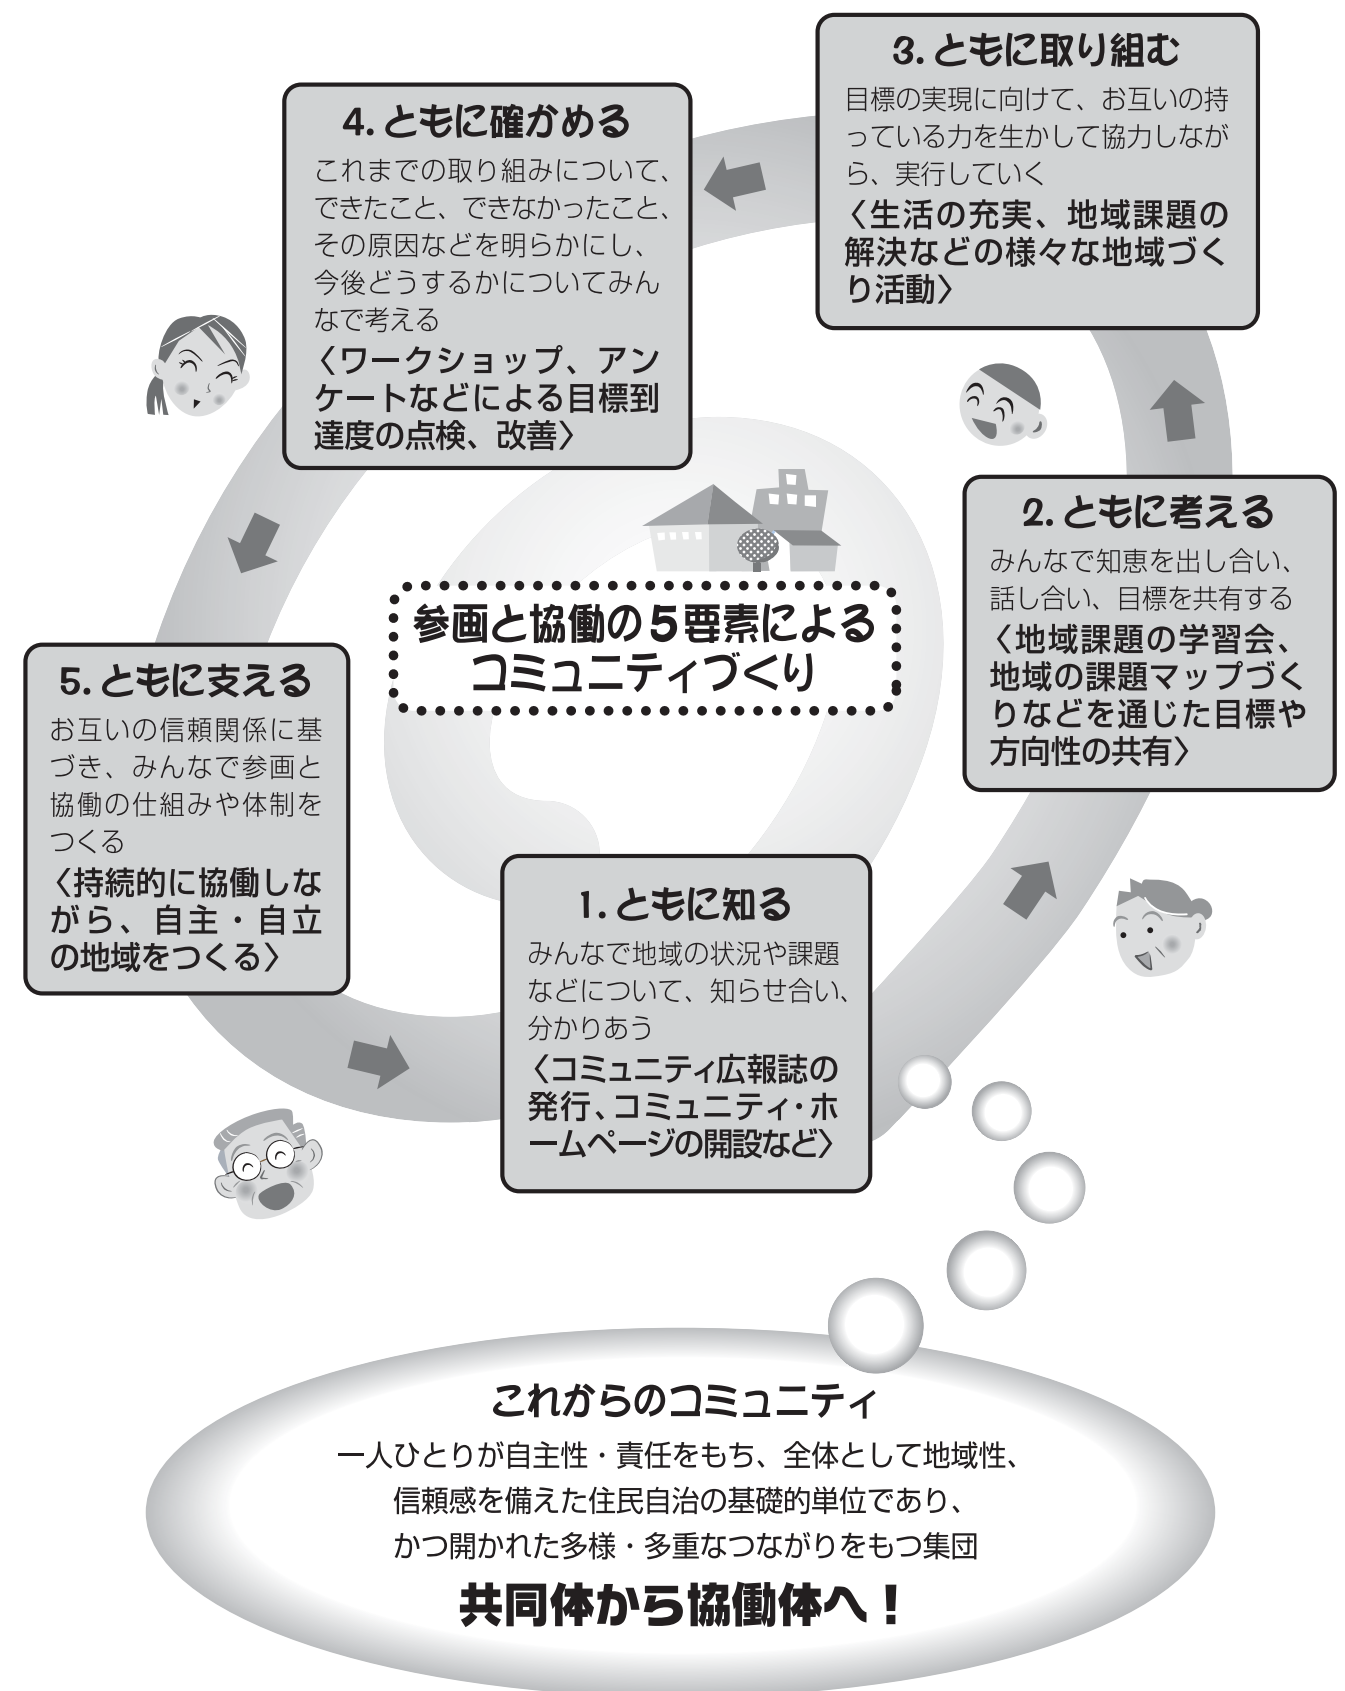 3. ともに取り組む
目標の実現に向けて、お互いの持
っている力を生かして協力しなが
ら、実行していく
〈生活の充実、地域課題の
解決などの様々な地域づく
り活動〉
4. ともに確かめる
これまでの取り組みについて、
できたこと、できなかったこと、
その原因などを明らかにし、
今後どうするかについてみん
なで考える
〈ワークショップ、アン
ケートなどによる目標到
達度の点検、改善〉
2. ともに考える
みんなで知恵を出し合い、
話し合い、目標を共有する
〈地域課題の学習会、
地域の課題マップづく
りなどを通じた目標や
方向性の共有〉
参画と協働の5要素による
コミュニティづくり
5. ともに支える
お互いの信頼関係に基
づき、みんなで参画と
協働の仕組みや体制を
つくる
〈持続的に協働しな
がら、自主・自立
の地域をつくる〉
1. ともに知る
みんなで地域の状況や課題
などについて、知らせ合い、
分かりあう
〈コミュニティ広報誌の
発行、コミュニティ・ホ
ームページの開設など〉
これからのコミュニティ
一人ひとりが自主性・責任をもち、全体として地域性、
信頼感を備えた住民自治の基礎的単位であり、
かつ開かれた多様・多重なつながりをもつ集団
共同体から協働体へ！